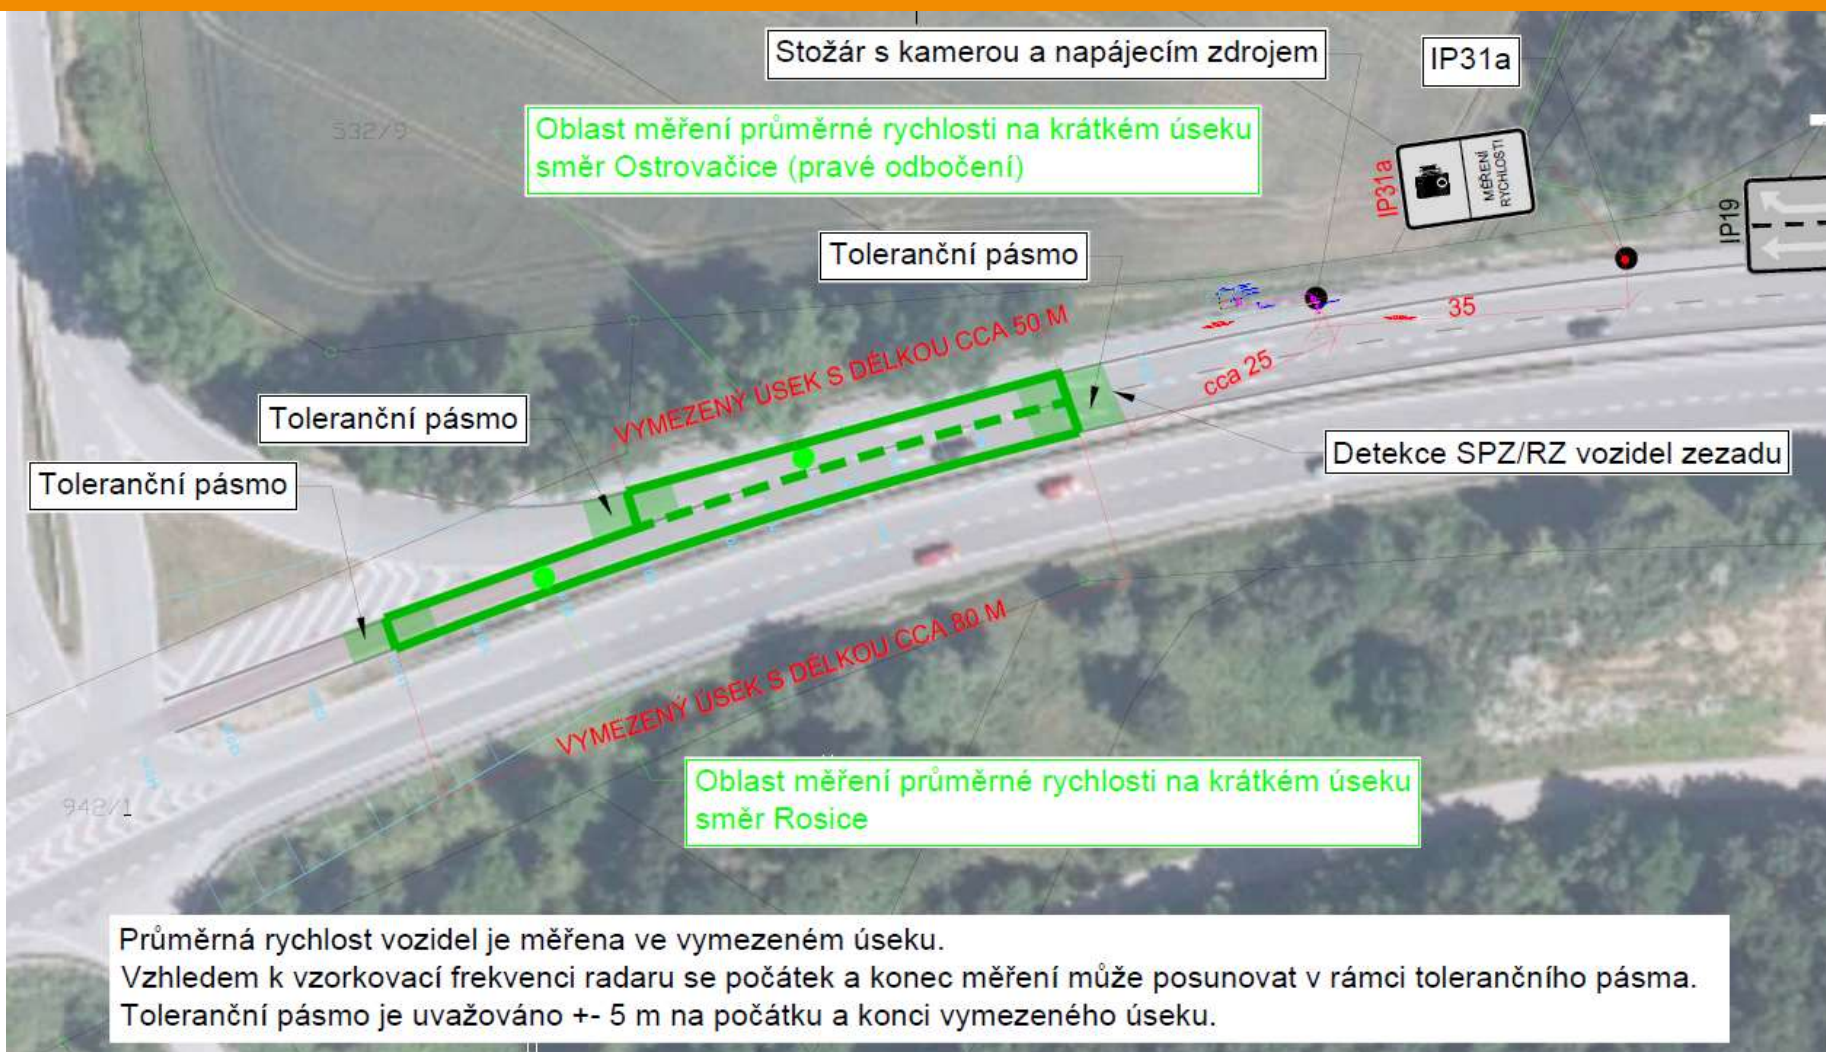 Stožár s kamerou a napájecím zdrojem
IP31a
532/9
Oblast měření průměrné rychlosti na krátkém úseku
směr Ostrovačice (pravé odbočení)
IP31a
MĚŘENÍ
RYCHLOSTI
IP19
Toleranční pásmo
35
VYMEZENÝ ÚSEK S DÉLKOU CCA 50 M
cca 25
Toleranční pásmo
Detekce SPZ/RZ vozidel zezadu
Toleranční pásmo
VYMEZENÝ ÚSEK S DÉLKOU CCA 80 M
Oblast měření průměrné rychlosti na krátkém úseku
směr Rosice
942/1
Průměrná rychlost vozidel je měřena ve vymezeném úseku.
Vzhledem k vzorkovací frekvenci radaru se počátek a konec měření může posunovat v rámci tolerančního pásma.
Toleranční pásmo je uvažováno +- 5 m na počátku a konci vymezeného úseku.